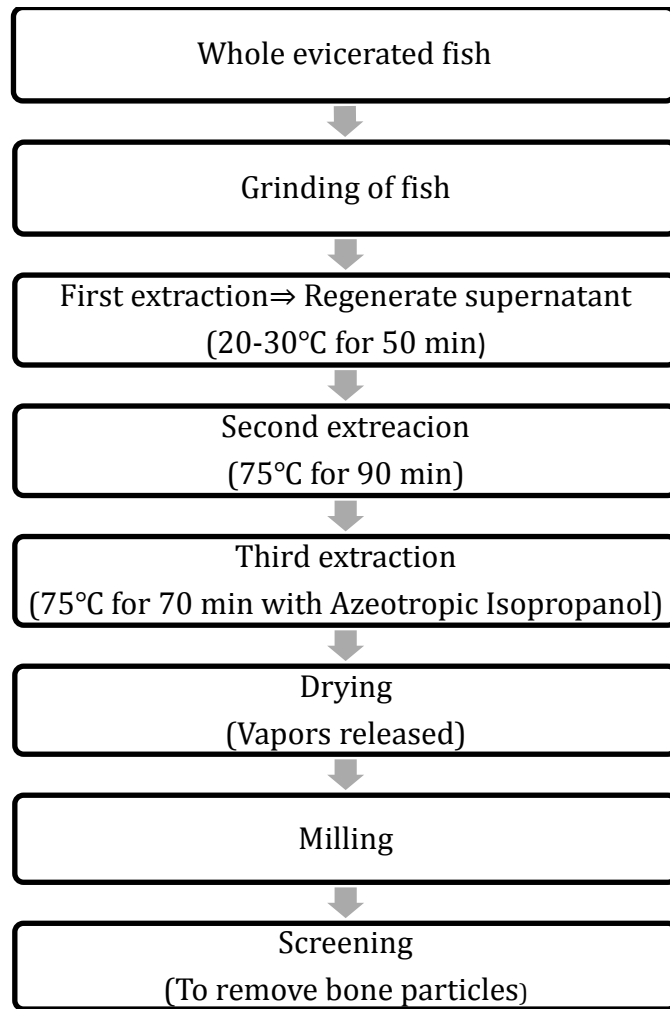 Whole evicerated fish
Grinding of fish
First extraction⇒ Regenerate supernatant
(20-30℃ for 50 min)
Second extreacion
(75℃ for 90 min)
Third extraction
(75℃ for 70 min with Azeotropic Isopropanol)
Drying
(Vapors released)
Milling
Screening
(To remove bone particles)